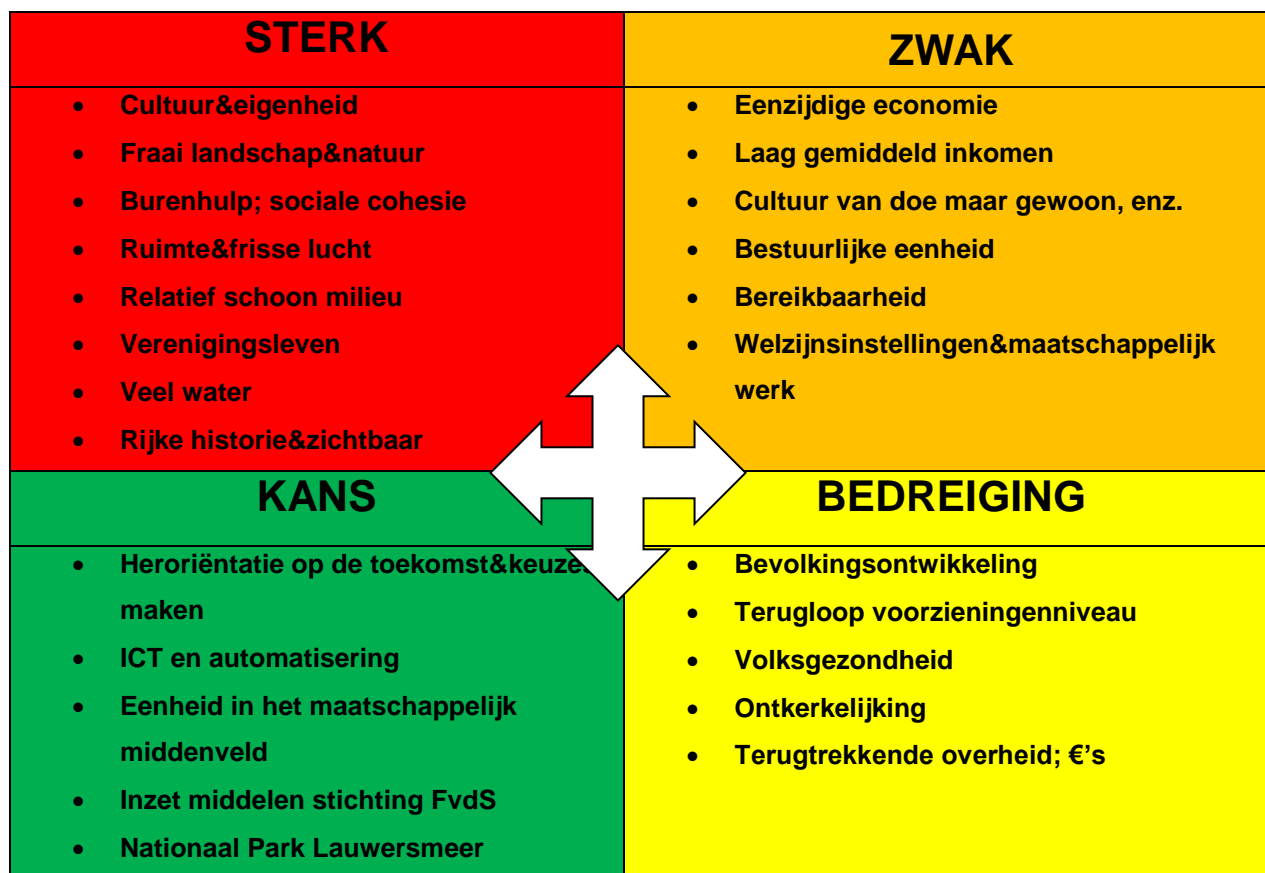 STERK
• Cultuur&eigenheid
• Fraai landschap&natuur
• Burenhulp; sociale cohesie
• Ruimte&frisse lucht
• Relatief schoon milieu
• Verenigingsleven
• Veel water
• Rijke historie&zichtbaar
ZWAK
• Eenzijdige economie
• Laag gemiddeld inkomen
• Cultuur van doe maar gewoon, enz.
• Bestuurlijke eenheid
• Bereikbaarheid
• Welzijnsinstellingen&maatschappelijk
werk
KANS
• Heroriëntatie op de toekomst&keuzes
maken
• ICT en automatisering
• Eenheid in het maatschappelijk
middenveld
• Inzet middelen stichting FvdS
• Nationaal Park Lauwersmeer
BEDREIGING
• Bevolkingsontwikkeling
• Terugloop voorzieningenniveau
• Volksgezondheid
• Ontkerkelijking
• Terugtrekkende overheid; €’s